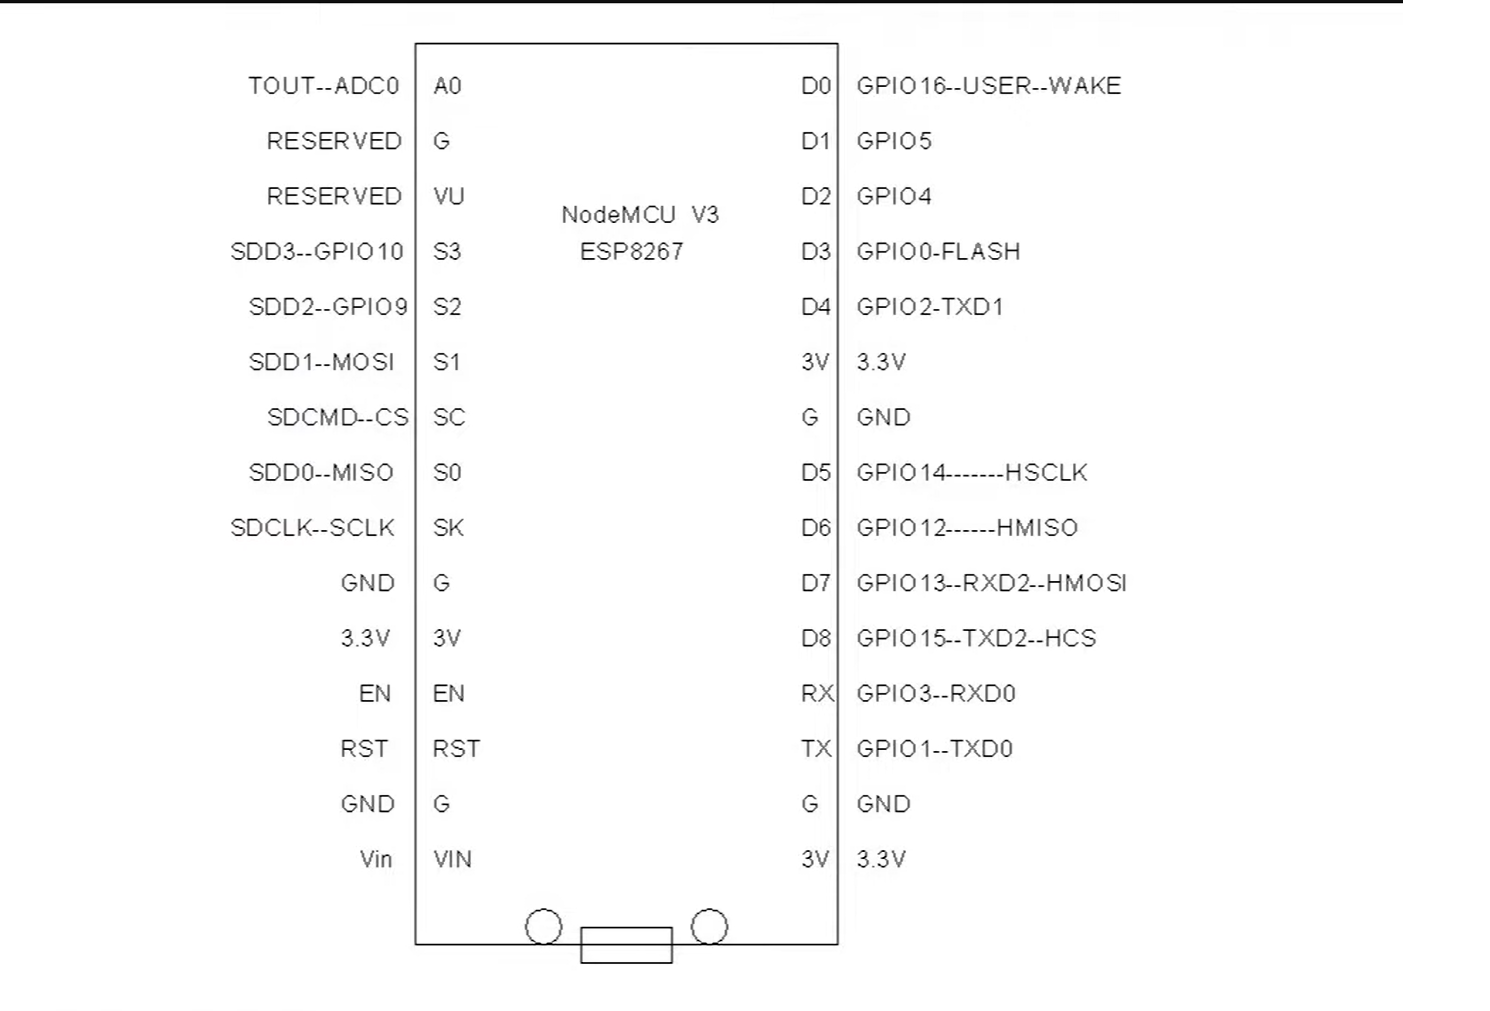 TOUT--ADC0 A0 D0 GPIO16--USER--WAKE
RESERVED G D1 GPIO5
RESERVED VU D2 GPIO4
NodeMCU V3
SDD3--GPIO10 S3 ESP8267 D3 GPIO0-FLASH
SDD2--GPIO9 S2 D4 GPIO2-TXD1
SDD1--MOSI S1 3V 3.3V
SDCMD--CS SC G GND
SDD0--MISO S0 D5 GPIO14-------HSCLK
SDCLK--SCLK SK D6 GPIO12------HMISO
GND G D7 GPIO13--RXD2--HMOSI
3.3V 3V D8 GPIO15--TXD2--HCS
EN EN RX GPIO3--RXD0
RST RST TX GPIO1--TXD0
GND G G GND
Vin VIN 3V 3.3V